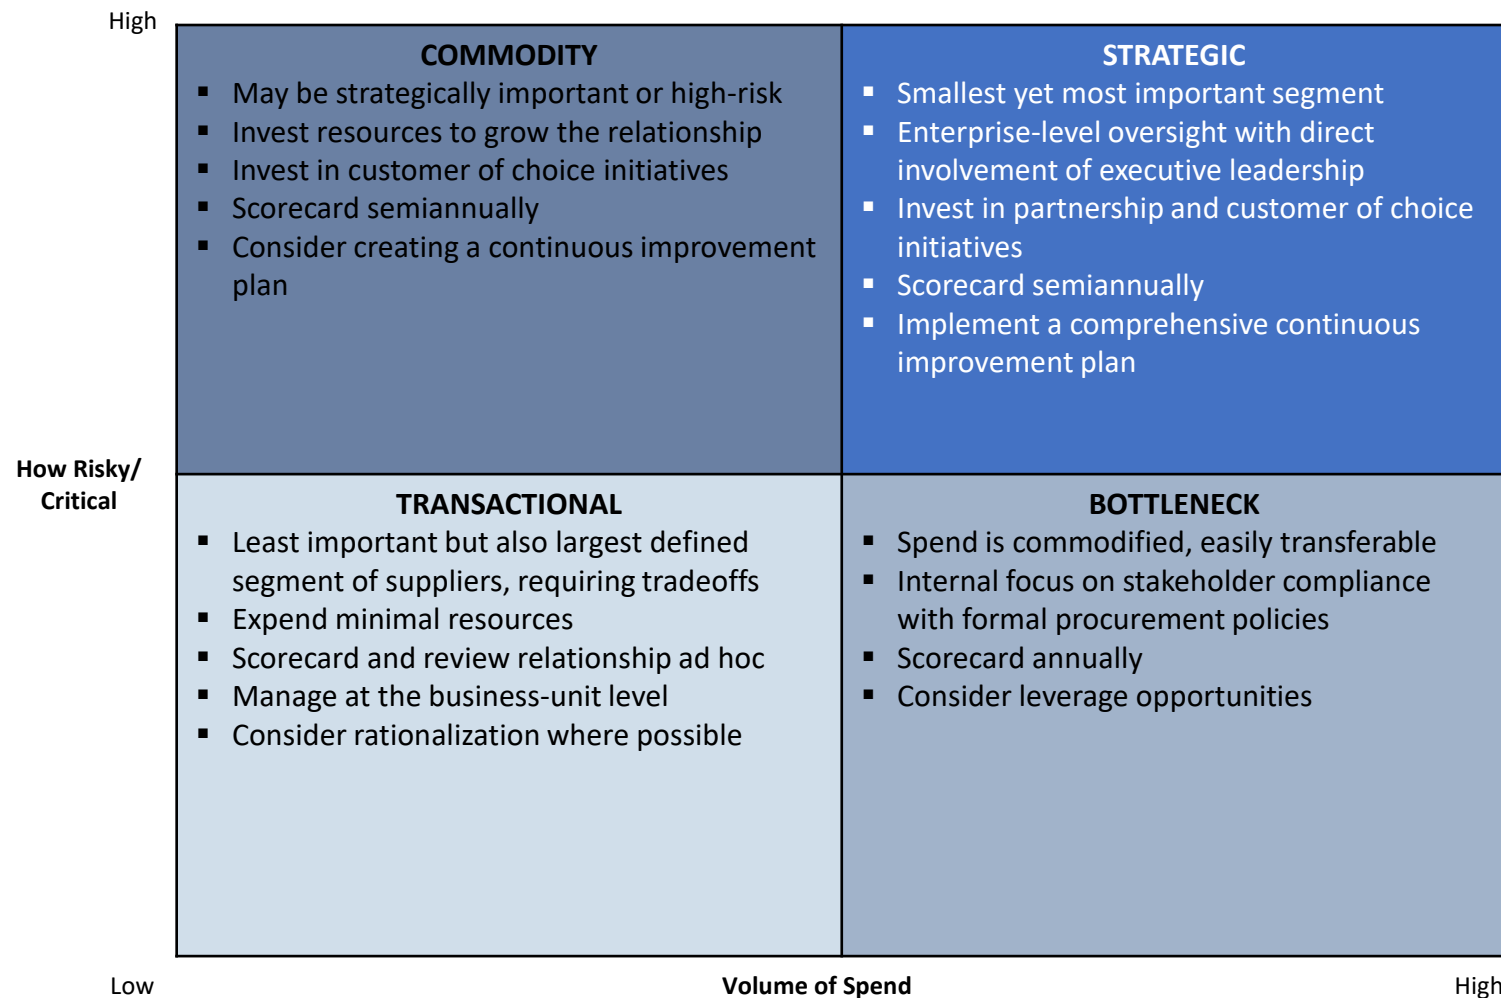 High
COMMODITY
▪ May be strategically important or high-risk
▪ Invest resources to grow the relationship
▪ Invest in customer of choice initiatives
▪ Scorecard semiannually
▪ Consider creating a continuous improvement
plan
STRATEGIC
▪ Smallest yet most important segment
▪ Enterprise-level oversight with direct
involvement of executive leadership
▪ Invest in partnership and customer of choice
initiatives
▪ Scorecard semiannually
▪ Implement a comprehensive continuous
improvement plan
How Risky/
Critical
TRANSACTIONAL
▪ Least important but also largest defined
segment of suppliers, requiring tradeoffs
▪ Expend minimal resources
▪ Scorecard and review relationship ad hoc
▪ Manage at the business-unit level
▪ Consider rationalization where possible
BOTTLENECK
▪ Spend is commodified, easily transferable
▪ Internal focus on stakeholder compliance
with formal procurement policies
▪ Scorecard annually
▪ Consider leverage opportunities
Low
Volume of Spend
High